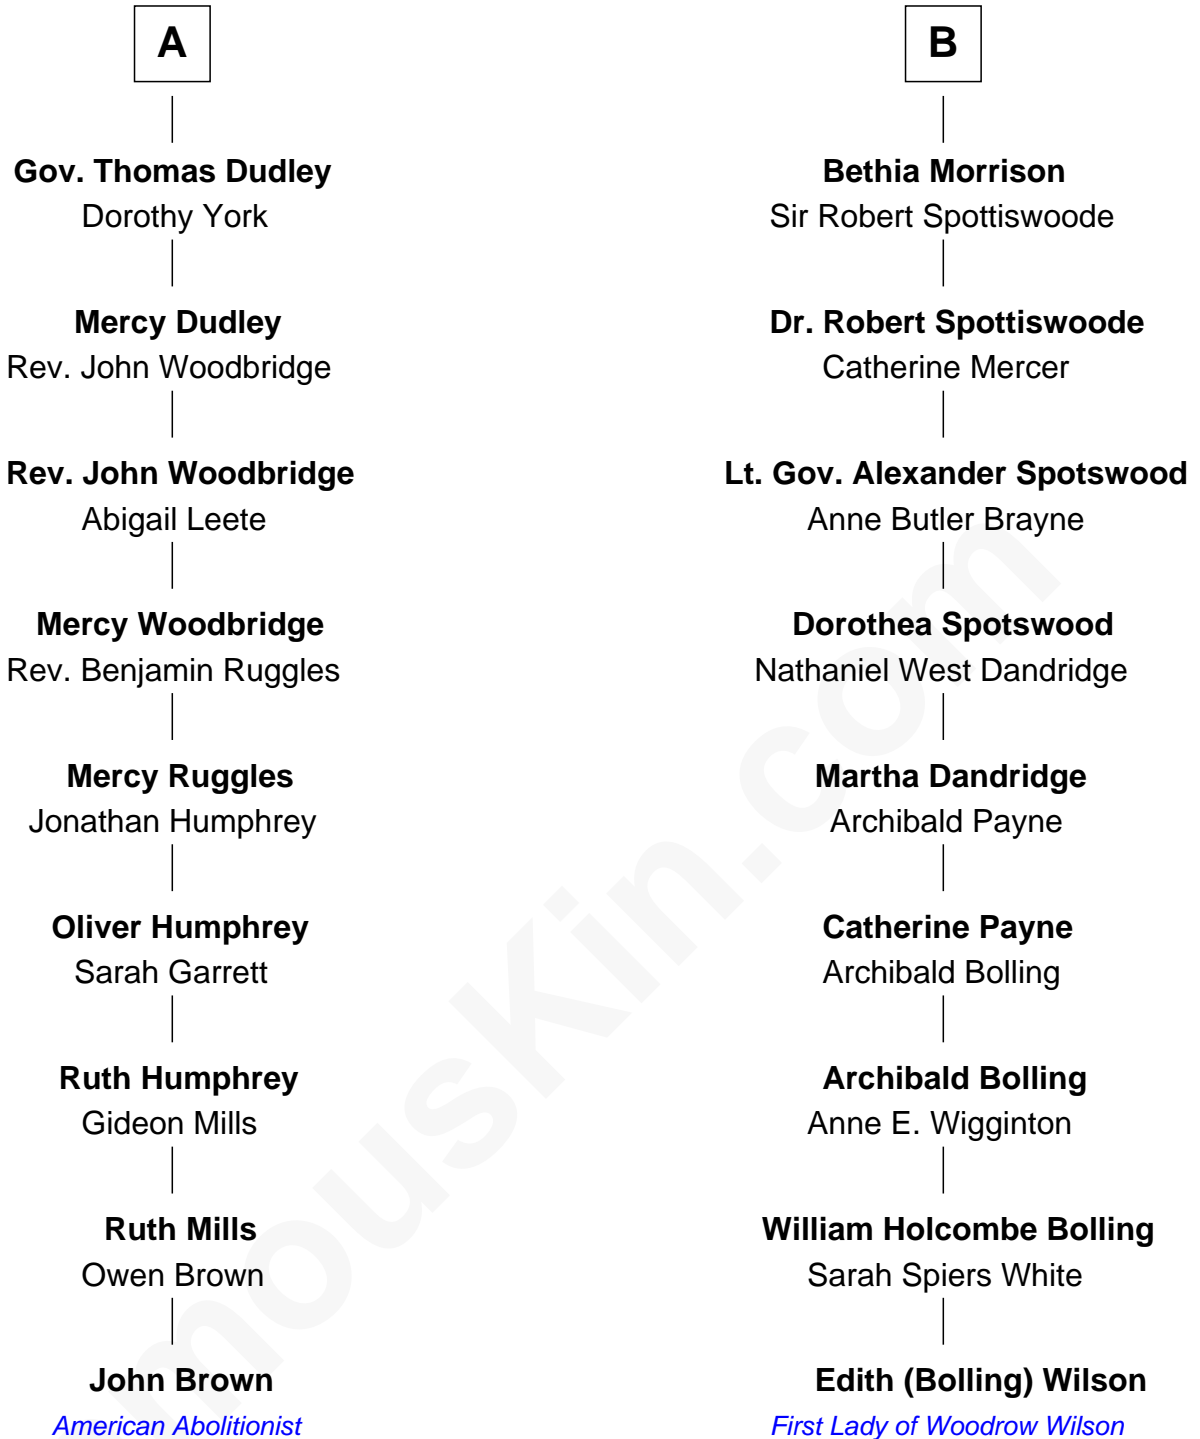 A
Gov. Thomas Dudley
Dorothy York
Mercy Dudley
Rev. John Woodbridge
Rev. John Woodbridge
Abigail Leete
Mercy Woodbridge
Rev. Benjamin Ruggles
Mercy Ruggles
Jonathan Humphrey
Oliver Humphrey
Sarah Garrett
Ruth Humphrey
Gideon Mills
Ruth Mills
Owen Brown
John Brown
American Abolitionist
B
Bethia Morrison
Sir Robert Spottiswoode
Dr. Robert Spottiswoode
Catherine Mercer
Lt. Gov. Alexander Spotswood
Anne Butler Brayne
Dorothea Spotswood
Nathaniel West Dandridge
Martha Dandridge
Archibald Payne
Catherine Payne
Archibald Bolling
Archibald Bolling
Anne E. Wigginton
William Holcombe Bolling
Sarah Spiers White
Edith (Bolling) Wilson
First Lady of Woodrow Wilson
mouskin.com